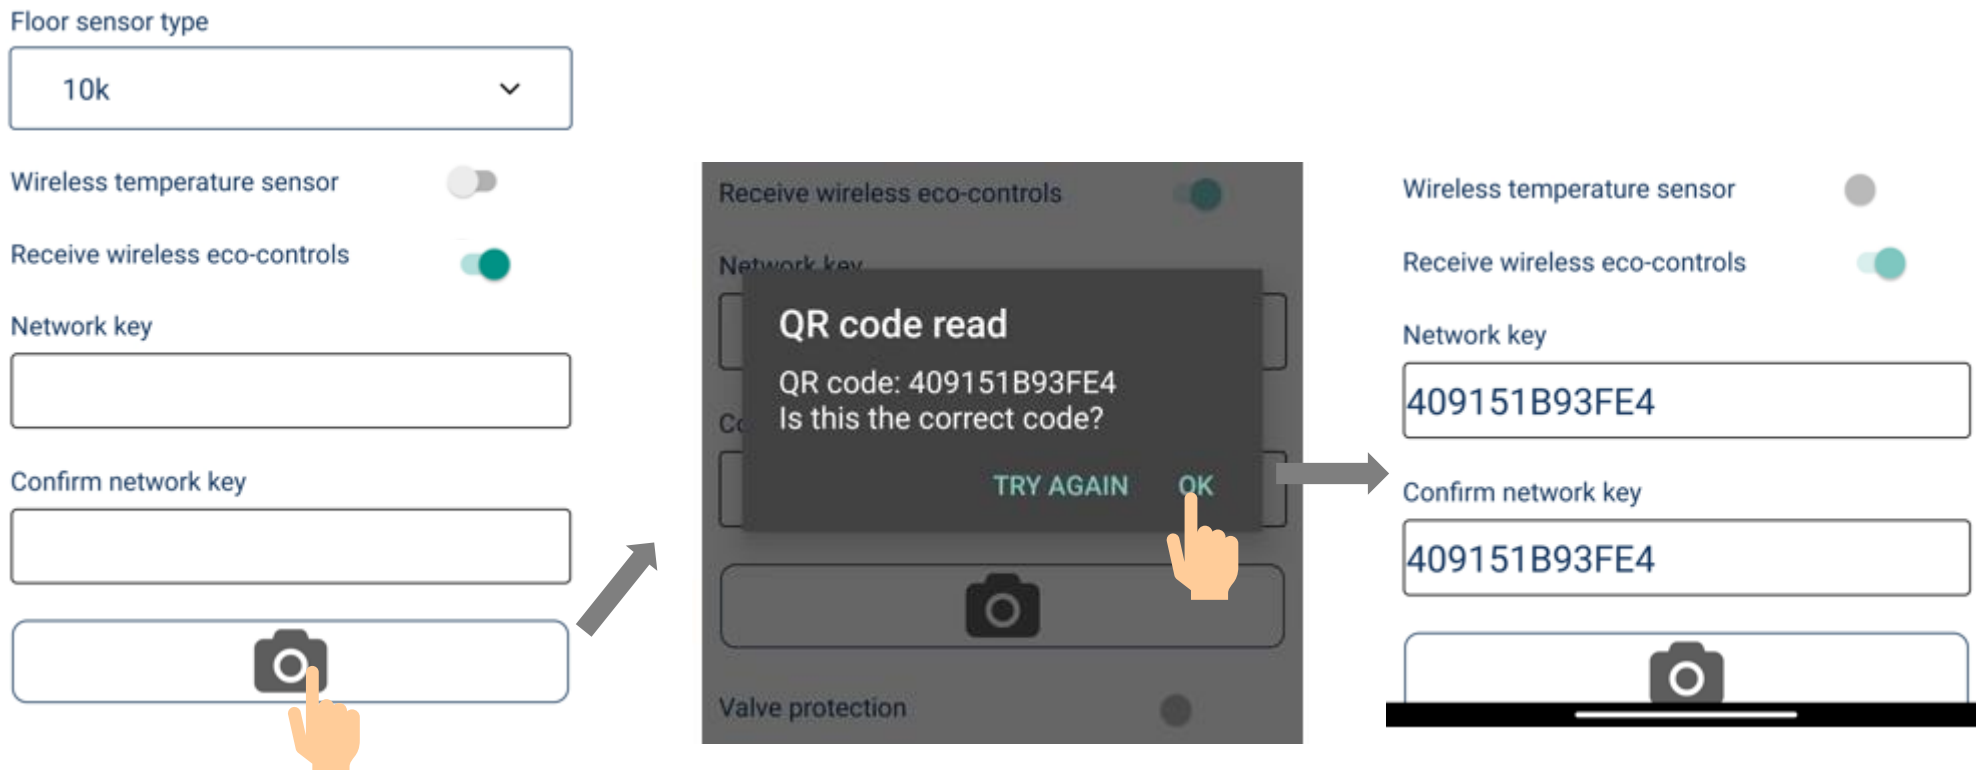 Floor sensor type
10k
Wireless temperature sensor
Receive wireless eco-controls
Network key
Confirm network key
Receive wireless eco-controls
Network key
QR code read
QR code: 409151B93FE4
Is this the correct code?
TRY AGAIN OK
Valve protection
Wireless temperature sensor
Receive wireless eco-controls
Network key
409151B93FE4
Confirm network key
409151B93FE4